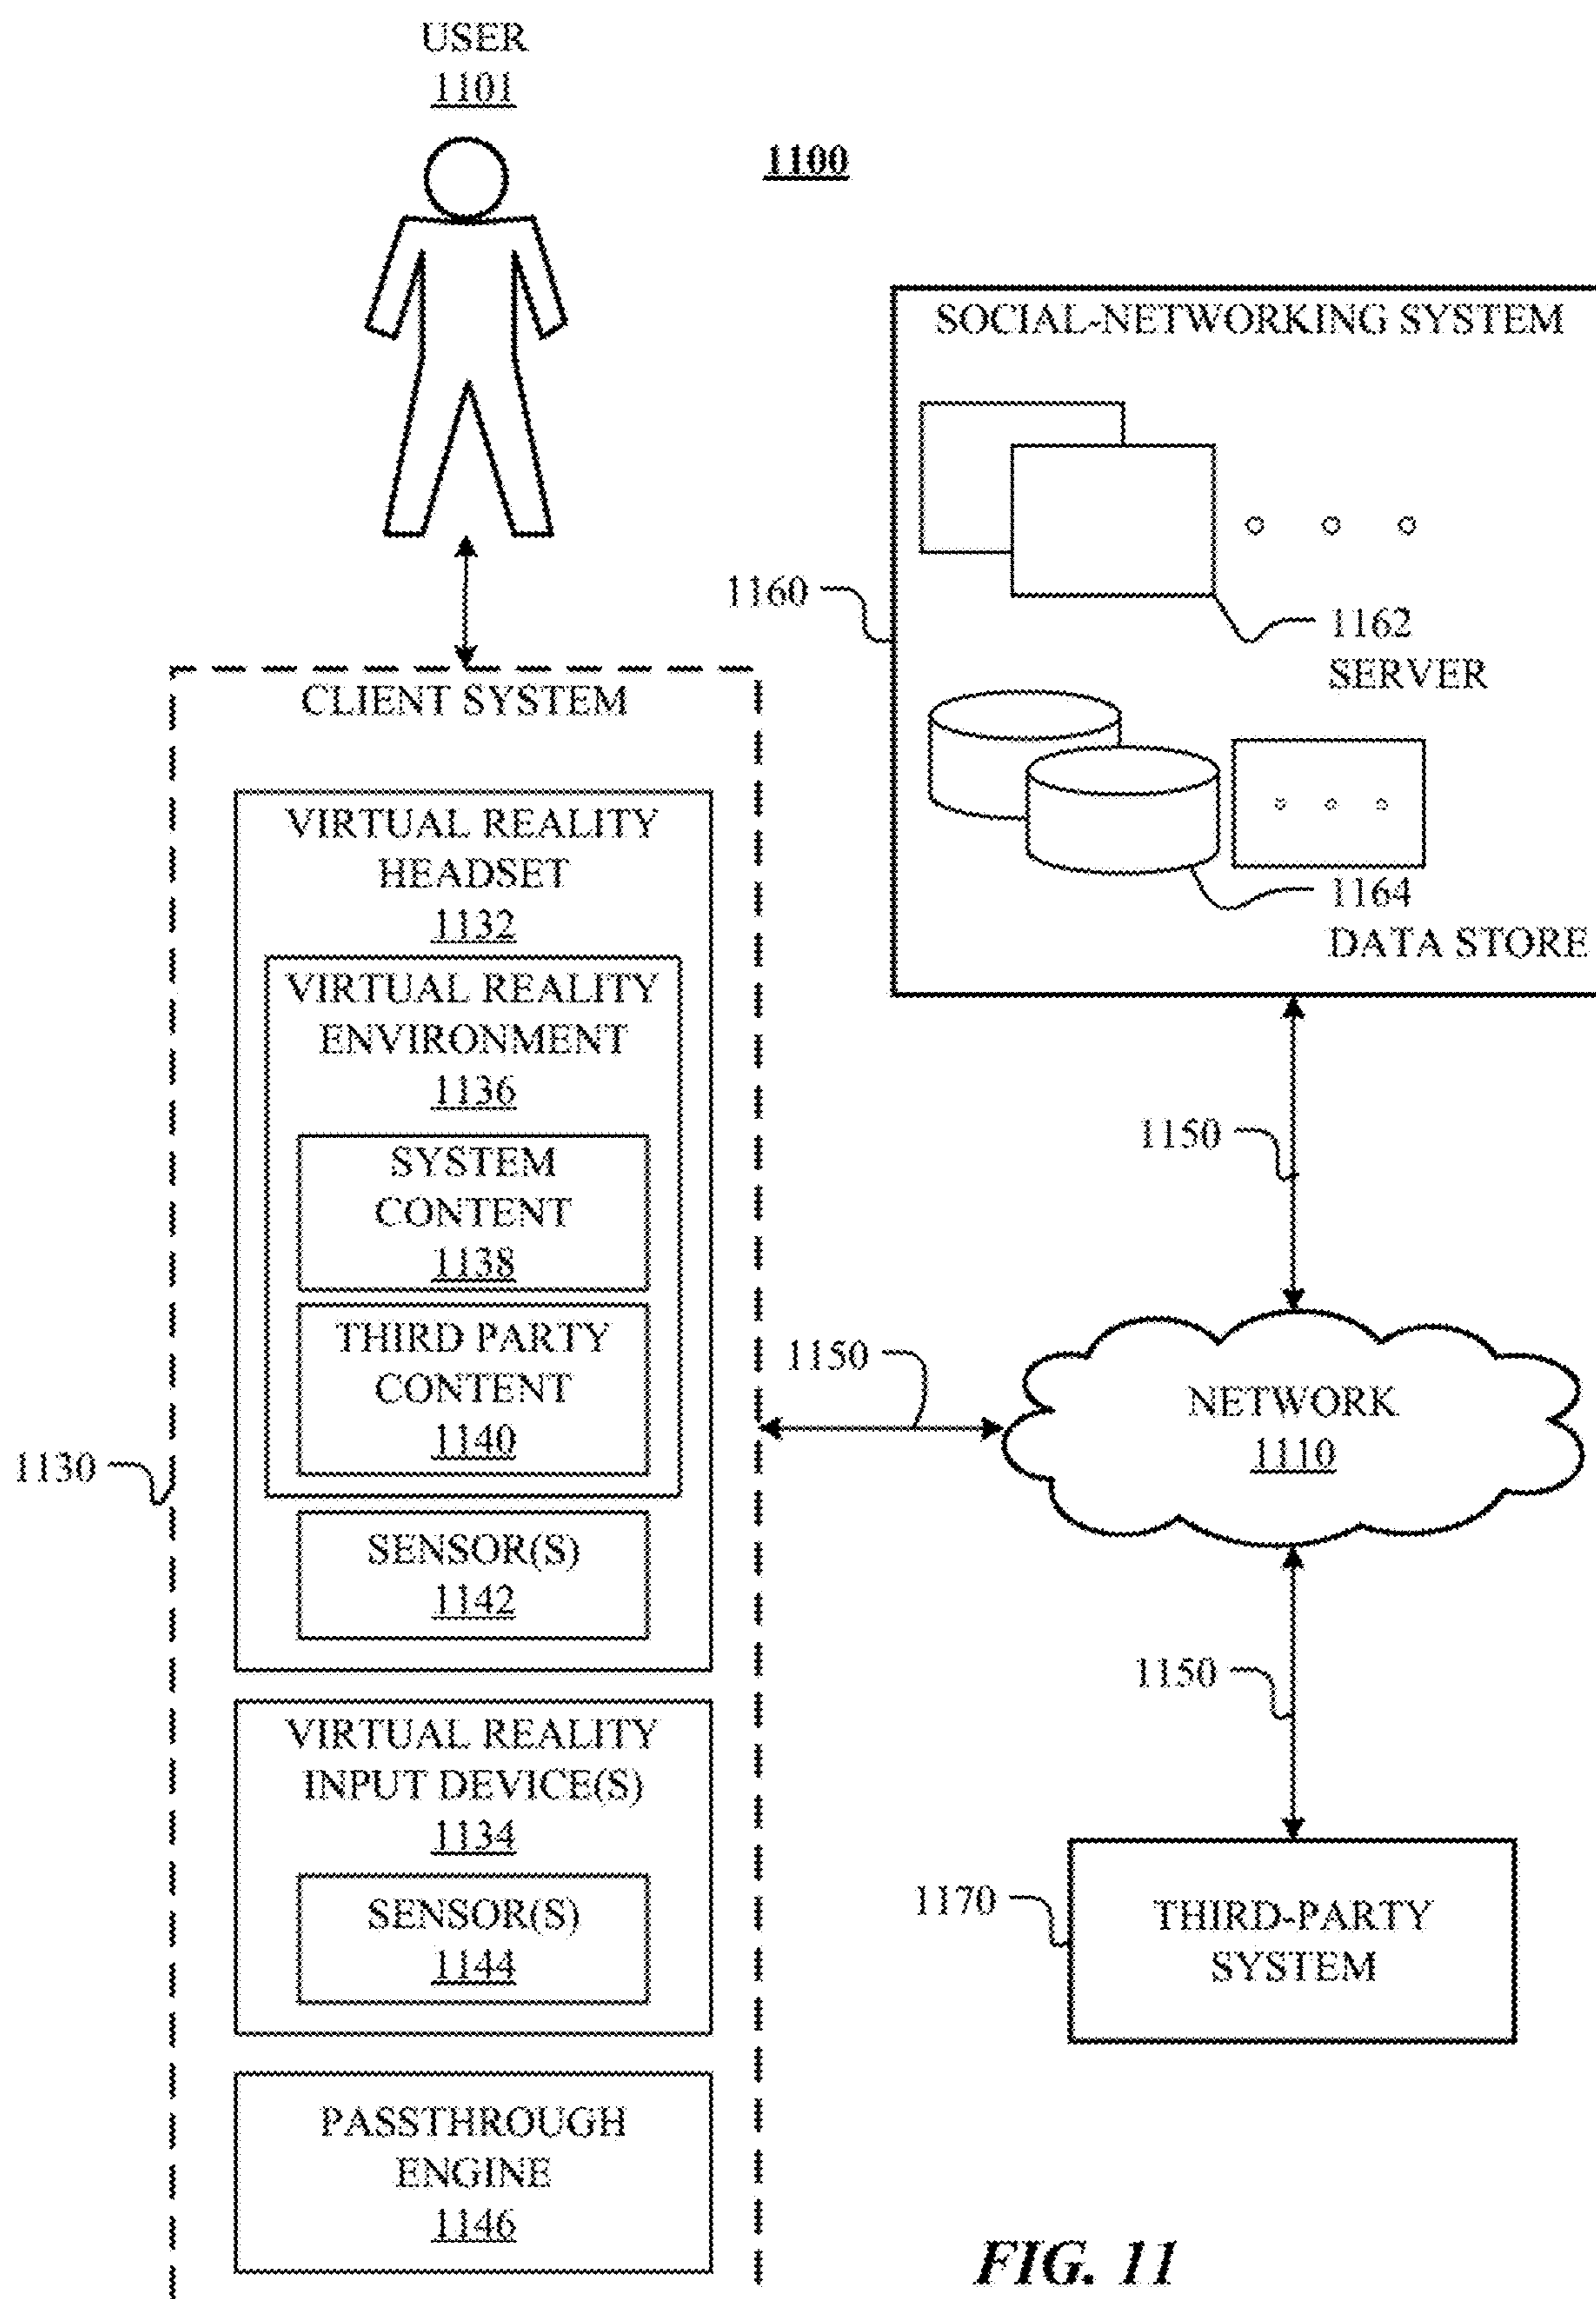 USER
1101
1100
SOCIAL-NETWORKING SYSTEM
1160
1162
SERVER
1164
DATA STORE
CLIENT SYSTEM
VIRTUAL REALITY
HEADSET
1132
VIRTUAL REALITY
ENVIRONMENT
1136
SYSTEM
CONTENT
1138
THIRD PARTY
CONTENT
1140
SENSOR(S)
1142
1130
VIRTUAL REALITY
INPUT DEVICE(S)
1134
SENSOR(S)
1144
PASSTHROUGH
ENGINE
1146
1150
1150
NETWORK
1110
1150
1170
THIRD-PARTY
SYSTEM
FIG. 11